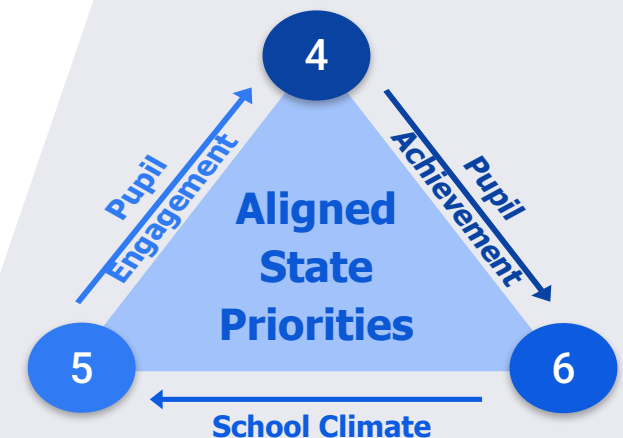 4
Pupil
Engagement
Pupil
Achievement
Aligned
State
Priorities
5
6
School Climate